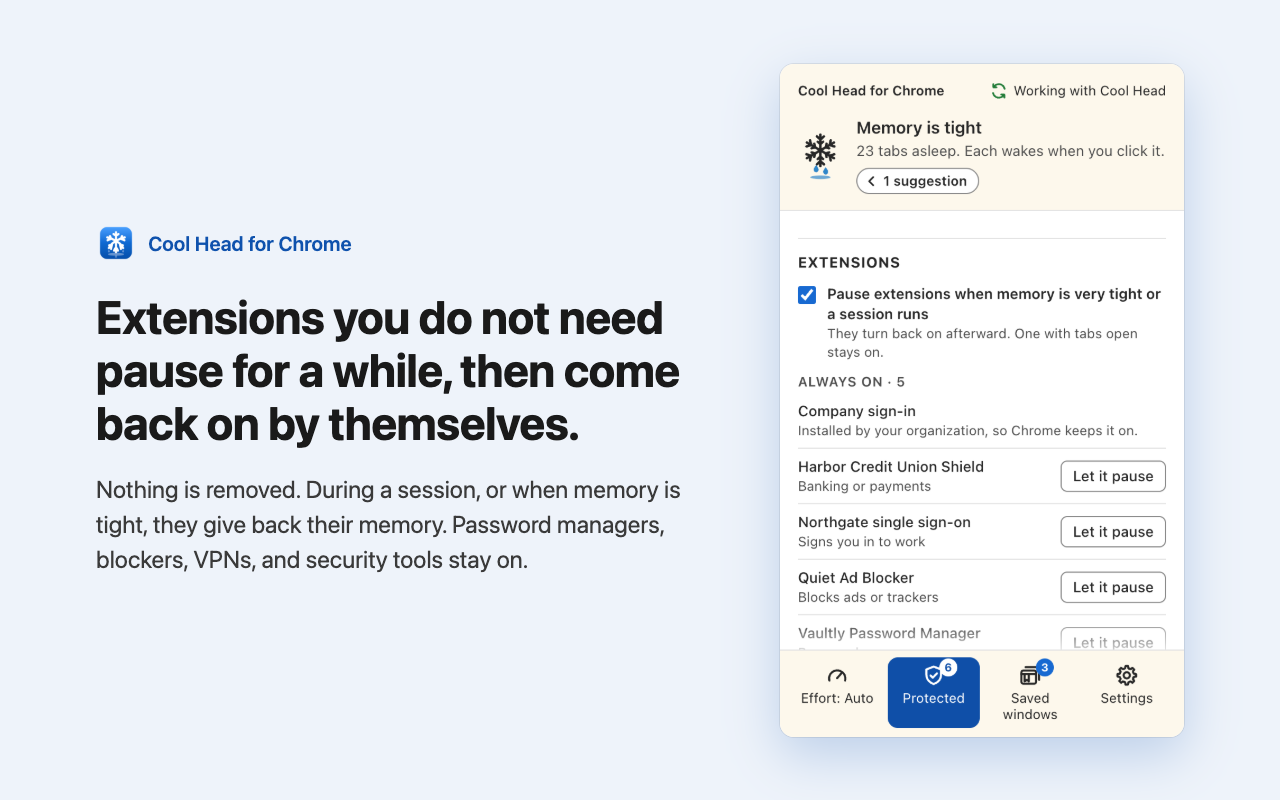 Cool Head for Chrome
Extensions you do not need
pause for a while, then come
back on by themselves.
Nothing is removed. During a session, or when memory is
tight, they give back their memory. Password managers,
blockers, VPNs, and security tools stay on.
Cool Head for Chrome
Working with Cool Head
Memory is tight
23 tabs asleep. Each wakes when you click it.
1 suggestion
EXTENSIONS
Pause extensions when memory is very tight or
a session runs
They turn back on afterward. One with tabs open
stays on.
ALWAYS ON · 5
Company sign-in
Installed by your organization, so Chrome keeps it on.
Harbor Credit Union Shield
Banking or payments
Let it pause
Northgate single sign-on
Signs you in to work
Let it pause
Quiet Ad Blocker
Blocks ads or trackers
Let it pause
Vaultly Password Manager
Let it pause
Effort: Auto
6
Protected
3
Saved
windows
Settings